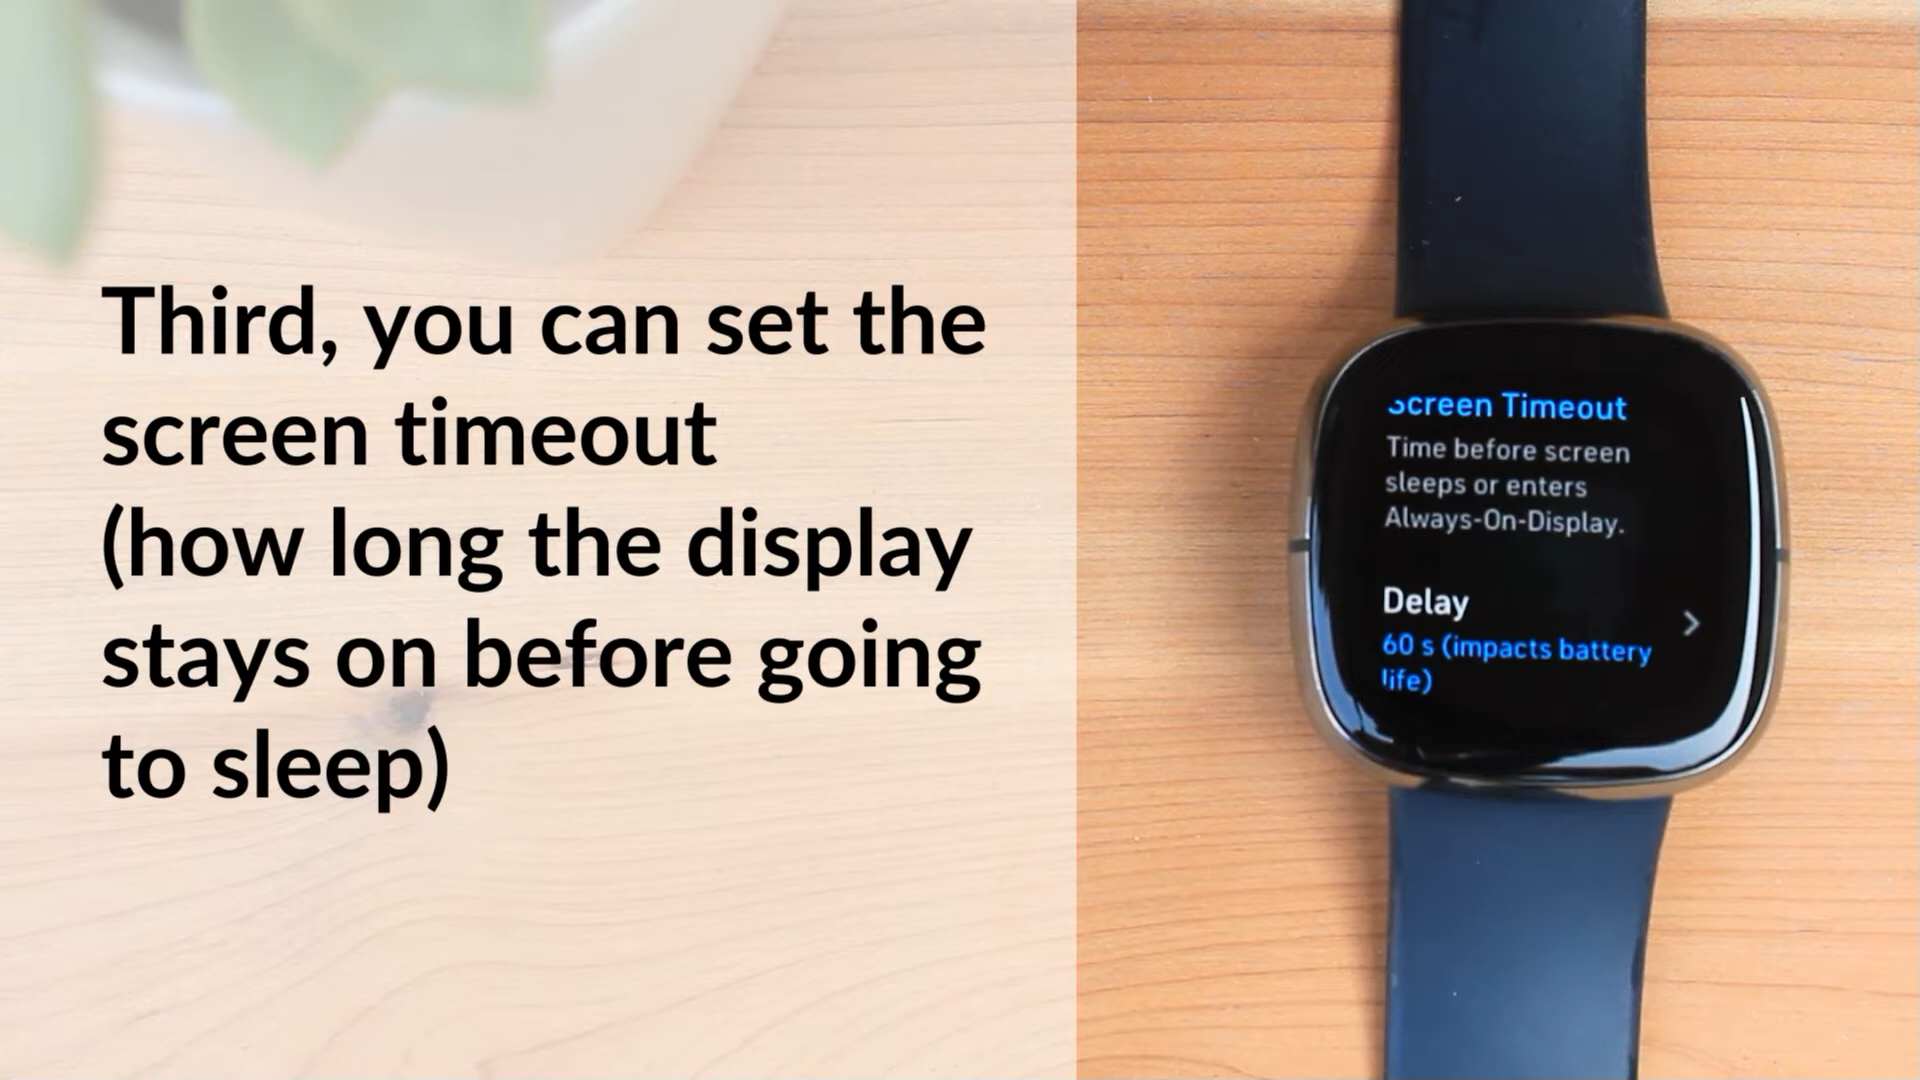 Third, you can set the
screen timeout
(how long the display
stays on before going
to sleep)
Screen Timeout
Time before screen
sleeps or enters
Always-On-Display.
Delay
60 s (impacts battery
life)